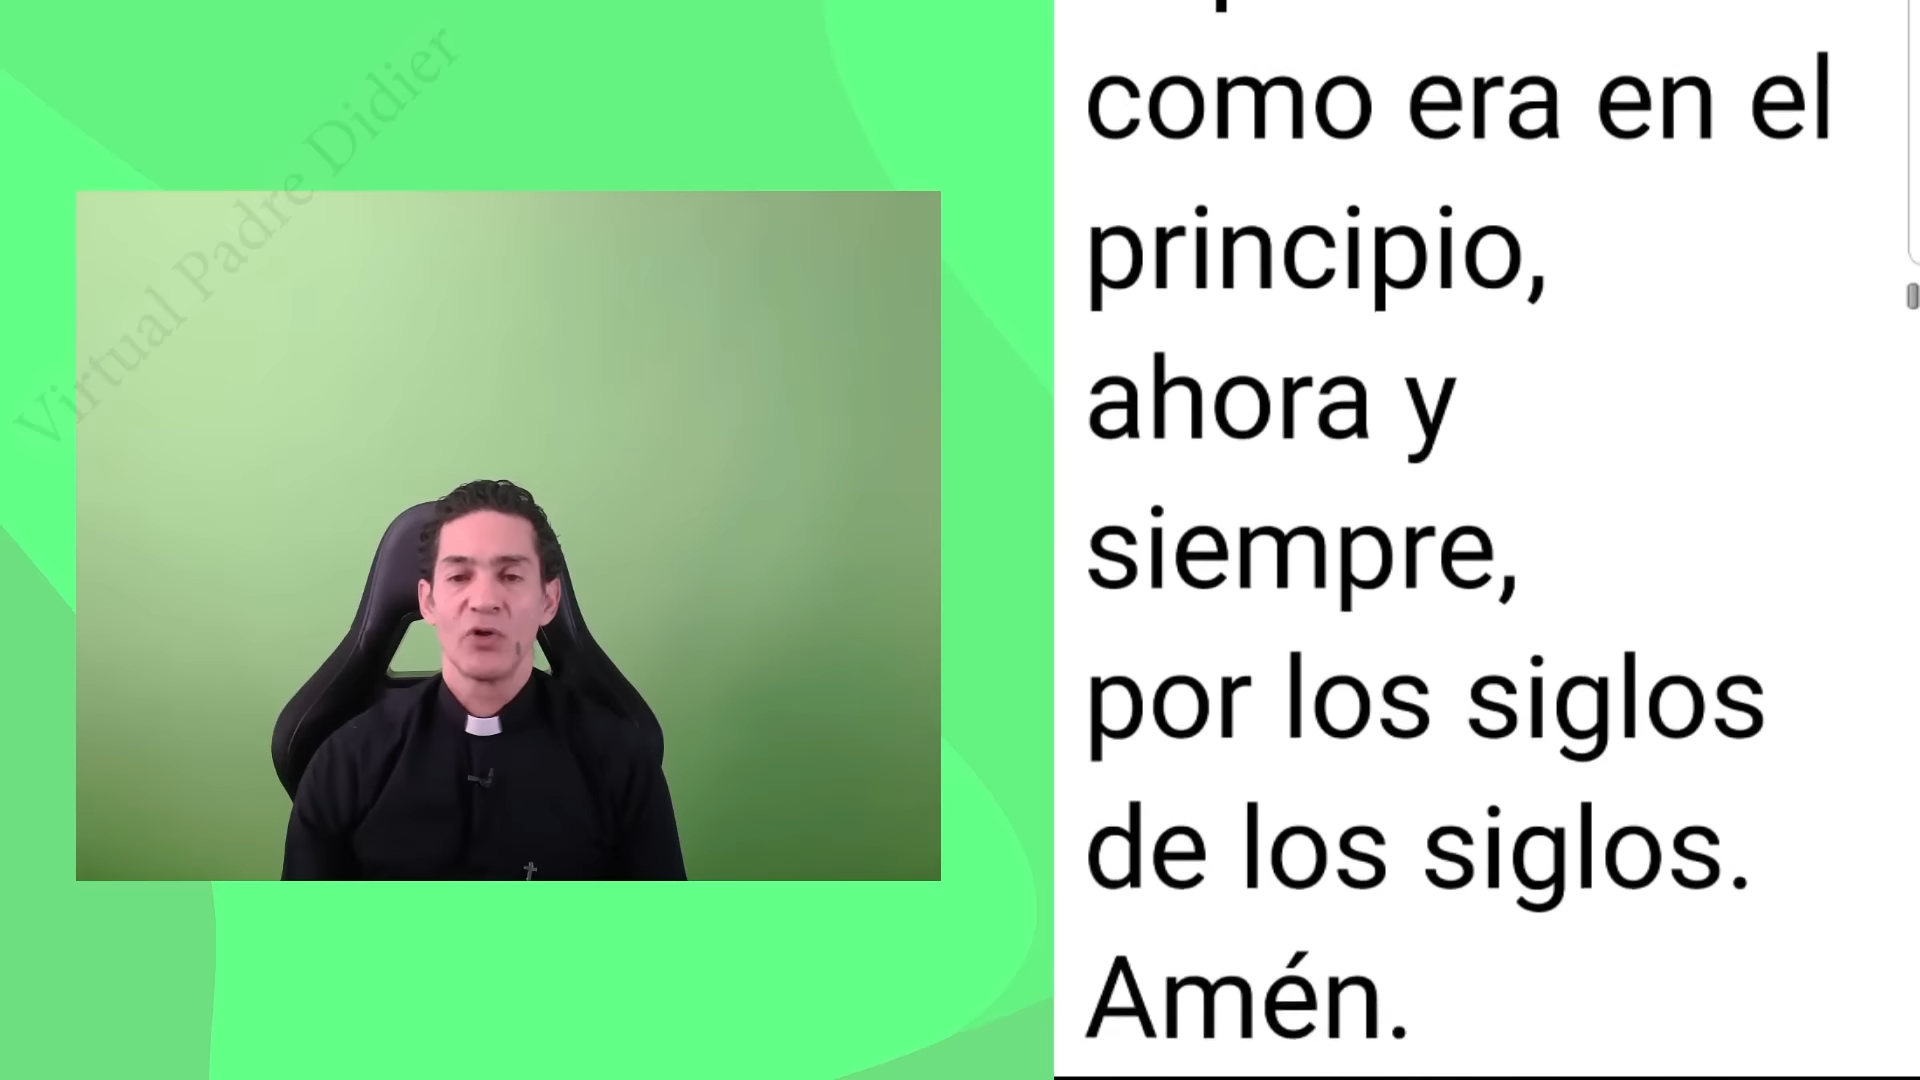 Virtual Padre Didier
como era en el
principio,
ahora y
siempre,
por los siglos
de los siglos.
Amén.